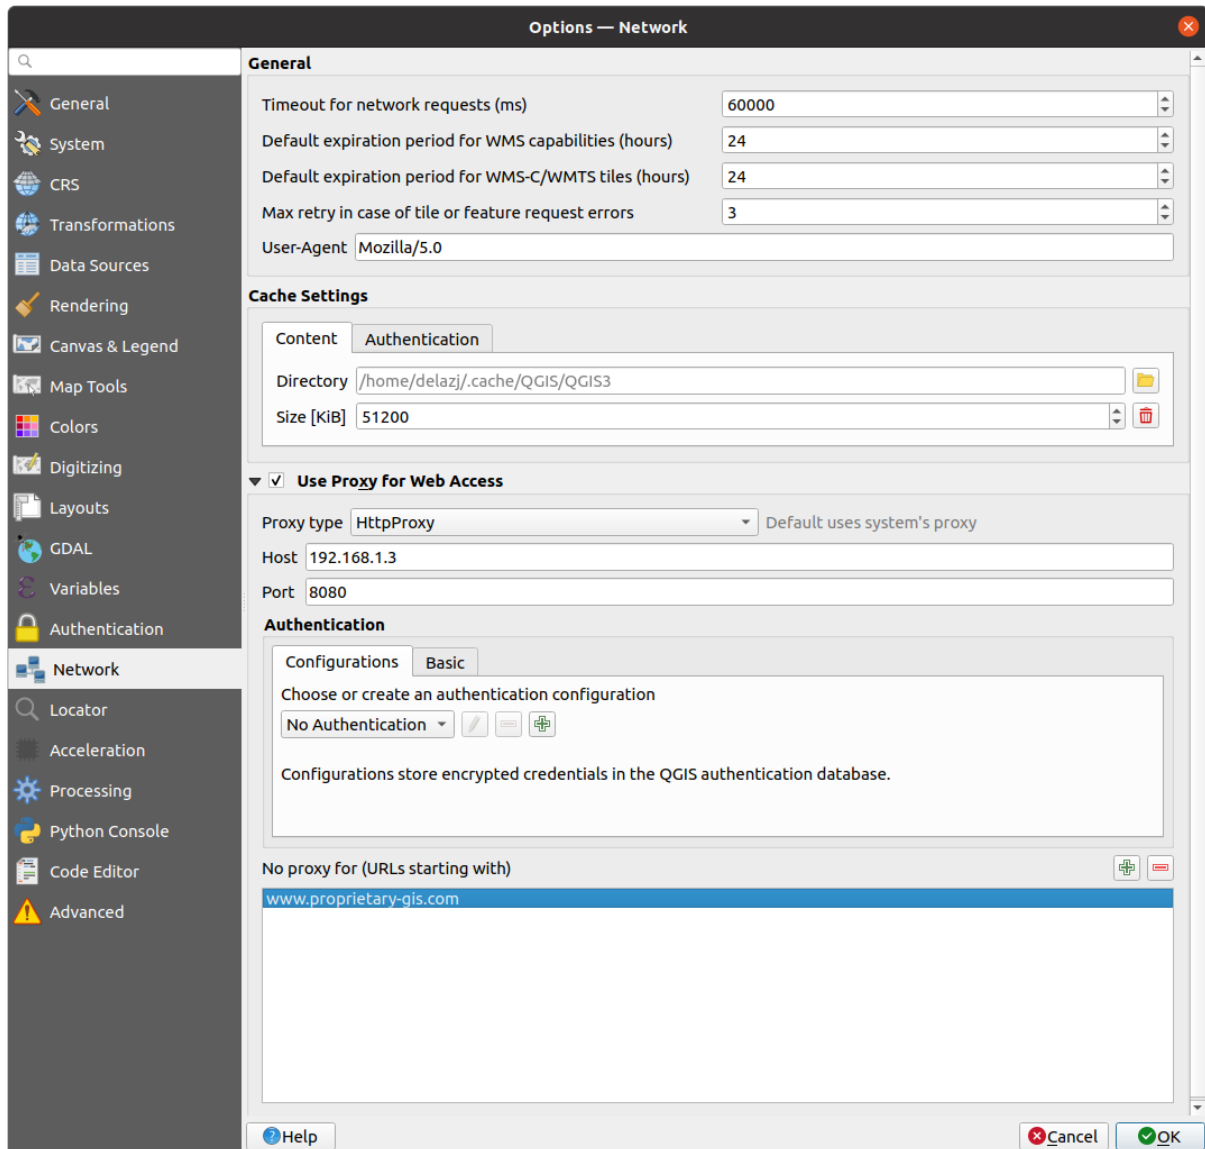 Options — Network
General
System
CRS
Transformations
Data Sources
Rendering
Canvas & Legend
Map Tools
Colors
Digitizing
Layouts
GDAL
Variables
Authentication
Network
Locator
Acceleration
Processing
Python Console
Code Editor
Advanced
General
Timeout for network requests (ms) 60000
Default expiration period for WMS capabilities (hours) 24
Default expiration period for WMS-C/WMTS tiles (hours) 24
Max retry in case of tile or feature request errors 3
User-Agent Mozilla/5.0
Cache Settings
Content Authentication
Directory /home/delazj/.cache/QGIS/QGIS3
Size [KiB] 51200
Use Proxy for Web Access
Proxy type HttpProxy Default uses system's proxy
Host 192.168.1.3
Port 8080
Authentication
Configurations Basic
Choose or create an authentication configuration
No Authentication
Configurations store encrypted credentials in the QGIS authentication database.
No proxy for (URLs starting with)
www.proprietary-gis.com
Help Cancel OK